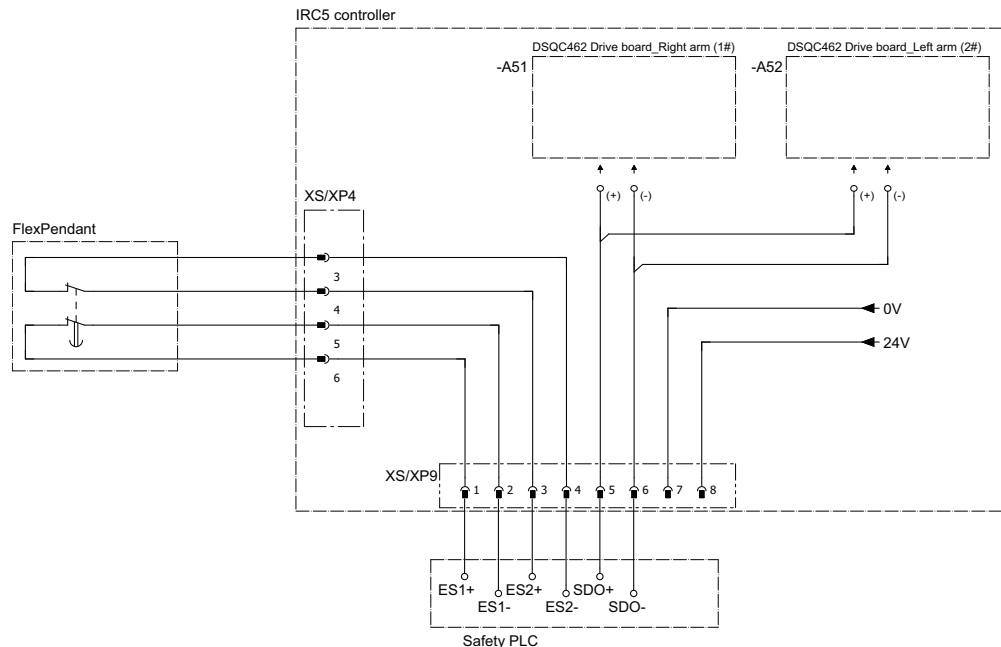 IRC5 controller
DSQC462 Drive board_Right arm (1#)
DSQC462 Drive board_Left arm (2#)
-A51
-A52
(+)
(-)
(+)
(-)
XS/XP4
FlexPendant
3
4
5
6
0V
24V
XS/XP9
1
2
3
4
5
6
7
8
ES1+
ES2+
SDO+
ES1-
ES2-
SDO-
Safety PLC